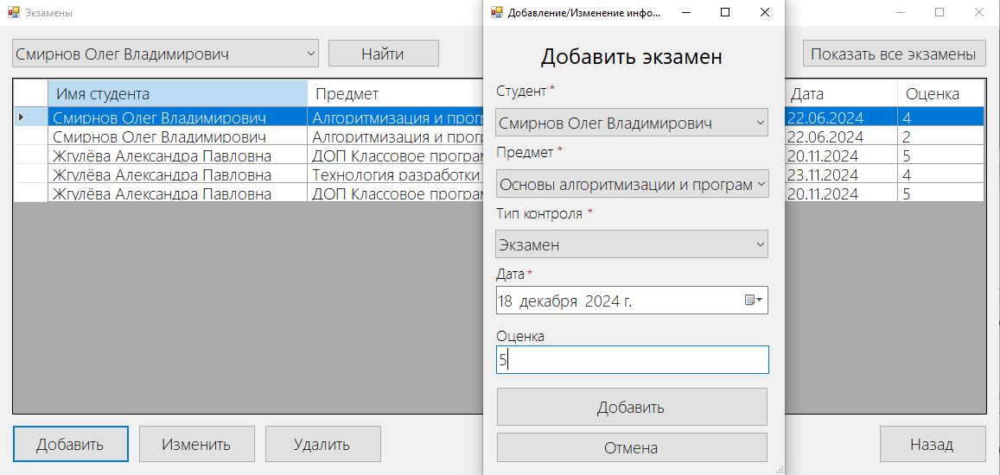 Экзамены
Смирнов Олег Владимирович
Найти
Показать все экзамены
Имя студента Предмет Дата Оценка
Смирнов Олег Владимирович Алгоритмизация и прог 22.06.2024 4
Смирнов Олег Владимирович Алгоритмизация и прог 22.06.2024 2
Жгулёва Александра Павловна ДОП Классовое програм 20.11.2024 5
Жгулёва Александра Павловна Технология разработки 23.11.2024 4
Жгулёва Александра Павловна ДОП Классовое програм 20.11.2024 5
Добавить
Изменить
Удалить
Назад
Добавление/Изменение инфо...
Добавить экзамен
Студент *
Смирнов Олег Владимирович
Предмет *
Основы алгоритмизации и програм
Тип контроля *
Экзамен
Дата *
18 декабря 2024 г.
Оценка
5
Добавить
Отмена